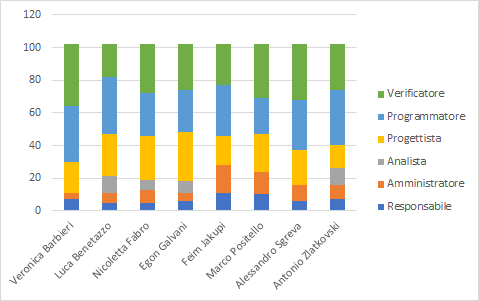 120
100
80
60
40
20
0
Veronica Barbieri
Luca Benetazzo
Nicoletta Fabro
Egon Galvani
Feim Jakupi
Marco Positello
Alessandro Sgreva
Antonio Zlatkovski
Verificatore
Programmatore
Progettista
Analista
Amministratore
Responsabile